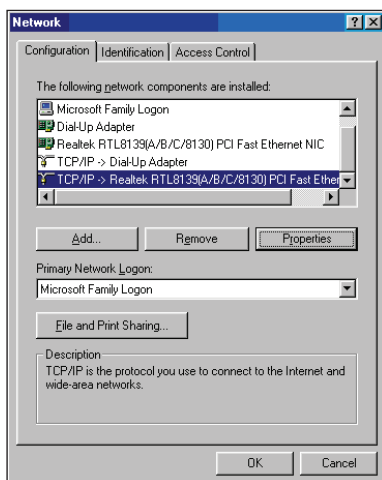 Network
Configuration
Identification
Access Control
The following network components are installed:
Microsoft Family Logon
Dial-Up Adapter
Realtek RTL8139(A/B/C/8130) PCI Fast Ethernet NIC
TCP/IP -> Dial-Up Adapter
TCP/IP -> Realtek RTL8139(A/B/C/8130) PCI Fast Ether
Add...
Remove
Properties
Primary Network Logon:
Microsoft Family Logon
File and Print Sharing...
Description
TCP/IP is the protocol you use to connect to the Internet and
wide-area networks.
OK
Cancel